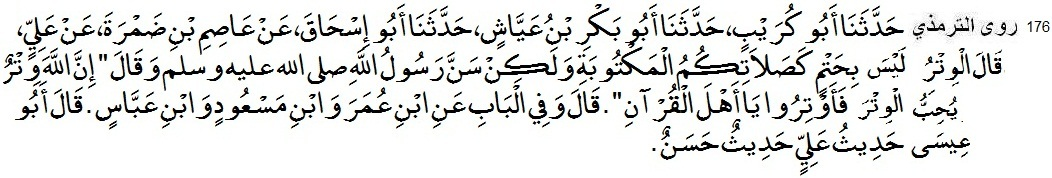 176 روى الترمذي حَدَّثَنَا أَبُو كُرَيْبٍ، حَدَّثَنَا أَبُو بَكْرِ بْنُ عَيَّاشٍ، حَدَّثَنَا أَبُو إِسْحَاقَ، عَنْ عَاصِمِ بْنِ ضَمْرَةَ، عَنْ عَلِيٍّ،
قَالَ الْوِتْرُ لَيْسَ بِحَتْمٍ كَصَلاَتِكُمُ الْمَكْتُوبَةِ وَلَكِنْ سَنَّ رَسُولُ اللَّهِ صلى الله عليه وسلم وَقَالَ " إِنَّ اللَّهَ وِتْرٌ
يُحِبُّ الْوِتْرَ فَأَوْتِرُوا يَا أَهْلَ الْقُرْآنِ " . قَالَ وَفِي الْبَابِ عَنِ ابْنِ عُمَرَ وَابْنِ مَسْعُودٍ وَابْنِ عَبَّاسٍ . قَالَ أَبُو
عِيسَى حَدِيثُ عَلِيٍّ حَدِيثٌ حَسَنٌ .